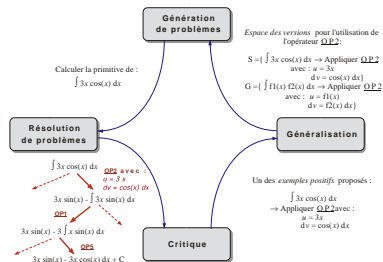 Génération
de problèmes
Espace des versions pour l'utilisation de
l'opérateur OP2:
S={ ∫ 3x cos(x) dx → Appliquer OP2
avec : u = 3x
dv = cos(x) dx}
G={ ∫ f1(x) f2(x) dx → Appliquer OP2
avec : u = f1(x)
dv = f2(x) dx}
Calculer la primitive de :
∫ 3x cos(x) dx
Résolution
de problèmes
Généralisation
∫ 3x cos(x) dx
OP2 avec :
u = 3 x
dv = cos(x) dx
3x sin(x) - ∫ 3x sin(x) dx
OP1
3x sin(x) - 3 ∫ x sin(x) dx
OP5
3x sin(x) - 3x cos(x) dx + C
Un des exemples positifs proposés :
∫ 3x cos(x) dx
→ Appliquer OP2 avec :
u = 3x
dv = cos(x) dx
Critique